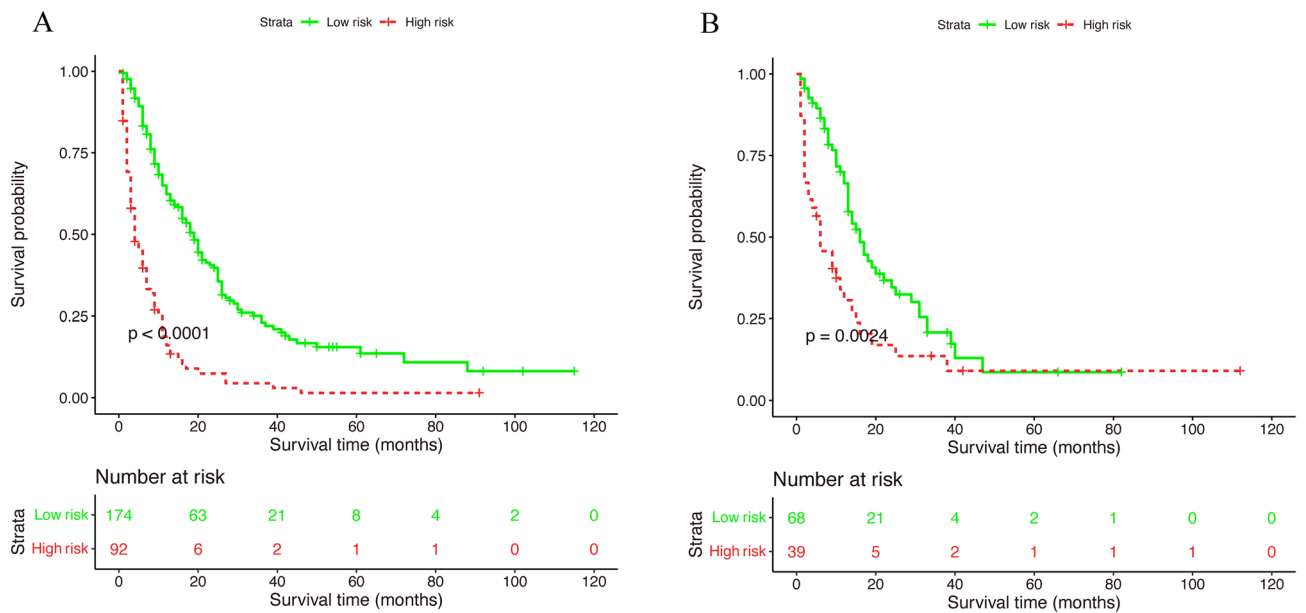 A
Strata Low risk High risk
1.00
0.75
0.50
0.25
0.00
Survival probability
p < 0.0001
0 20 40 60 80 100 120
Survival time (months)
Number at risk
Strata
Low risk 174 63 21 8 4 2 0
High risk 92 6 2 1 1 0 0
0 20 40 60 80 100 120
Survival time (months)
B
Strata Low risk High risk
1.00
0.75
0.50
0.25
0.00
Survival probability
p = 0.0024
0 20 40 60 80 100 120
Survival time (months)
Number at risk
Strata
Low risk 68 21 4 2 1 0 0
High risk 39 5 2 1 1 1 0
0 20 40 60 80 100 120
Survival time (months)